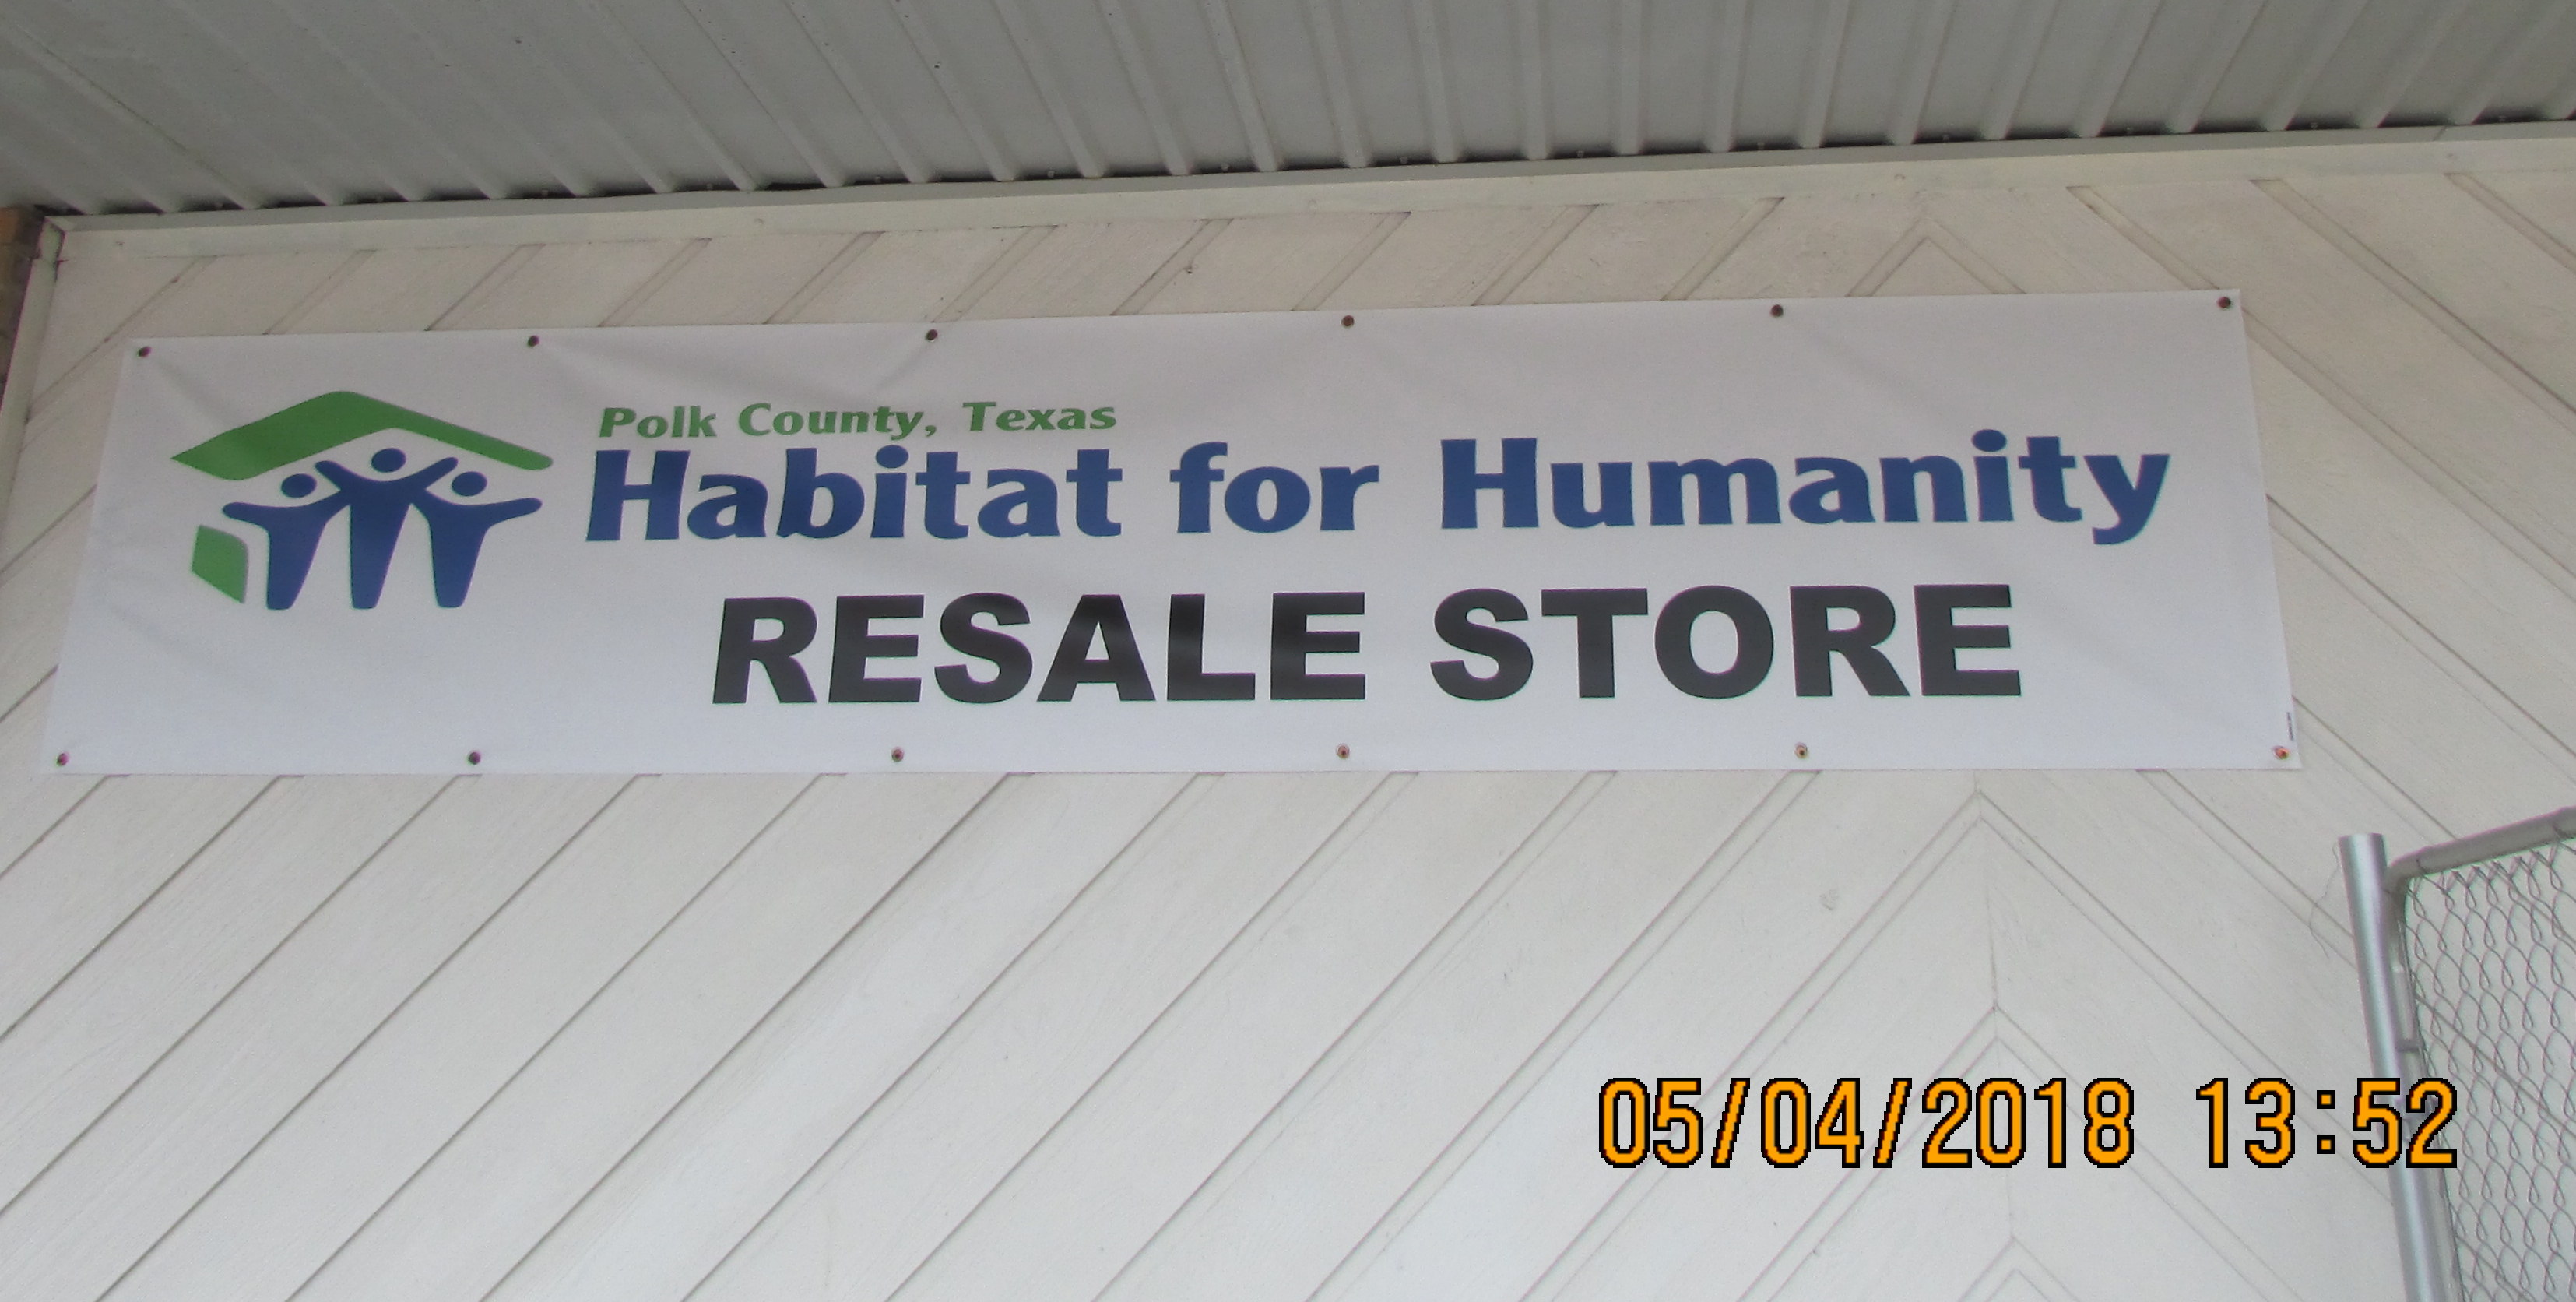 Polk County, Texas
Habitat for Humanity
RESALE STORE
05/04/2018 13:52